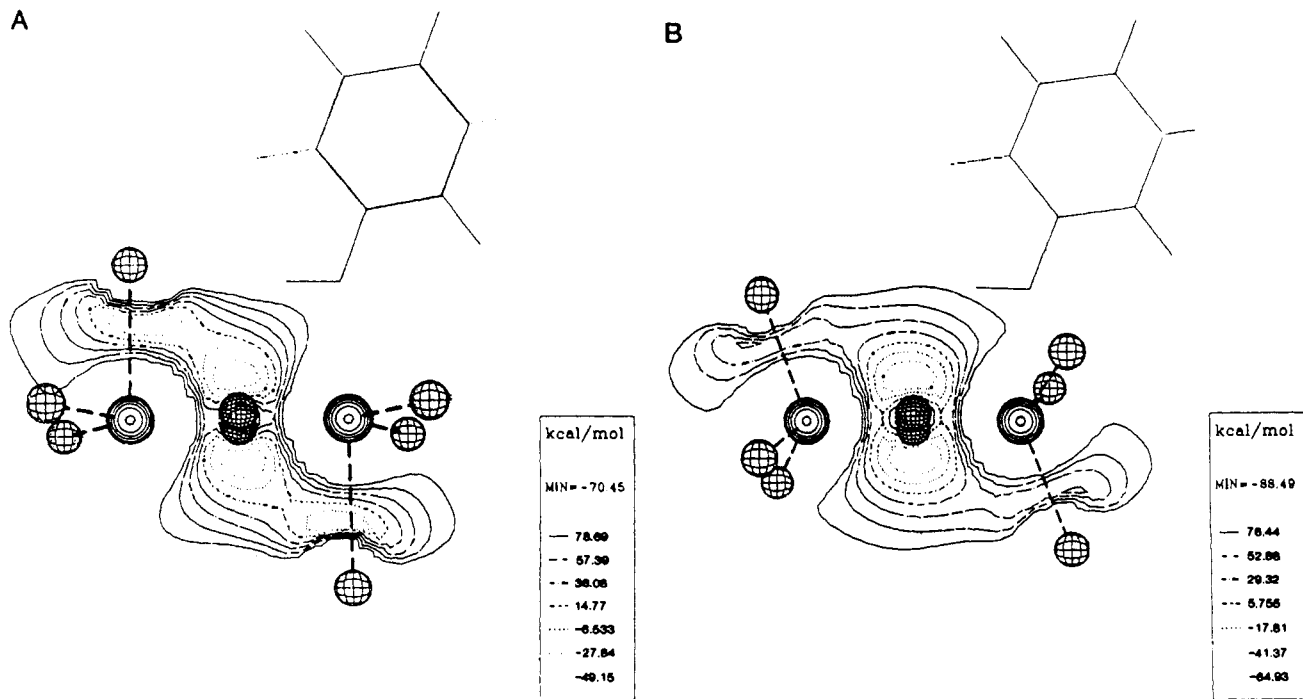 A
B
kcal/mol
MIN= -70.45
78.69
57.39
36.08
14.77
-6.533
-27.84
-49.15
kcal/mol
MIN= -88.49
76.44
52.88
29.32
5.755
-17.81
-41.37
-64.93